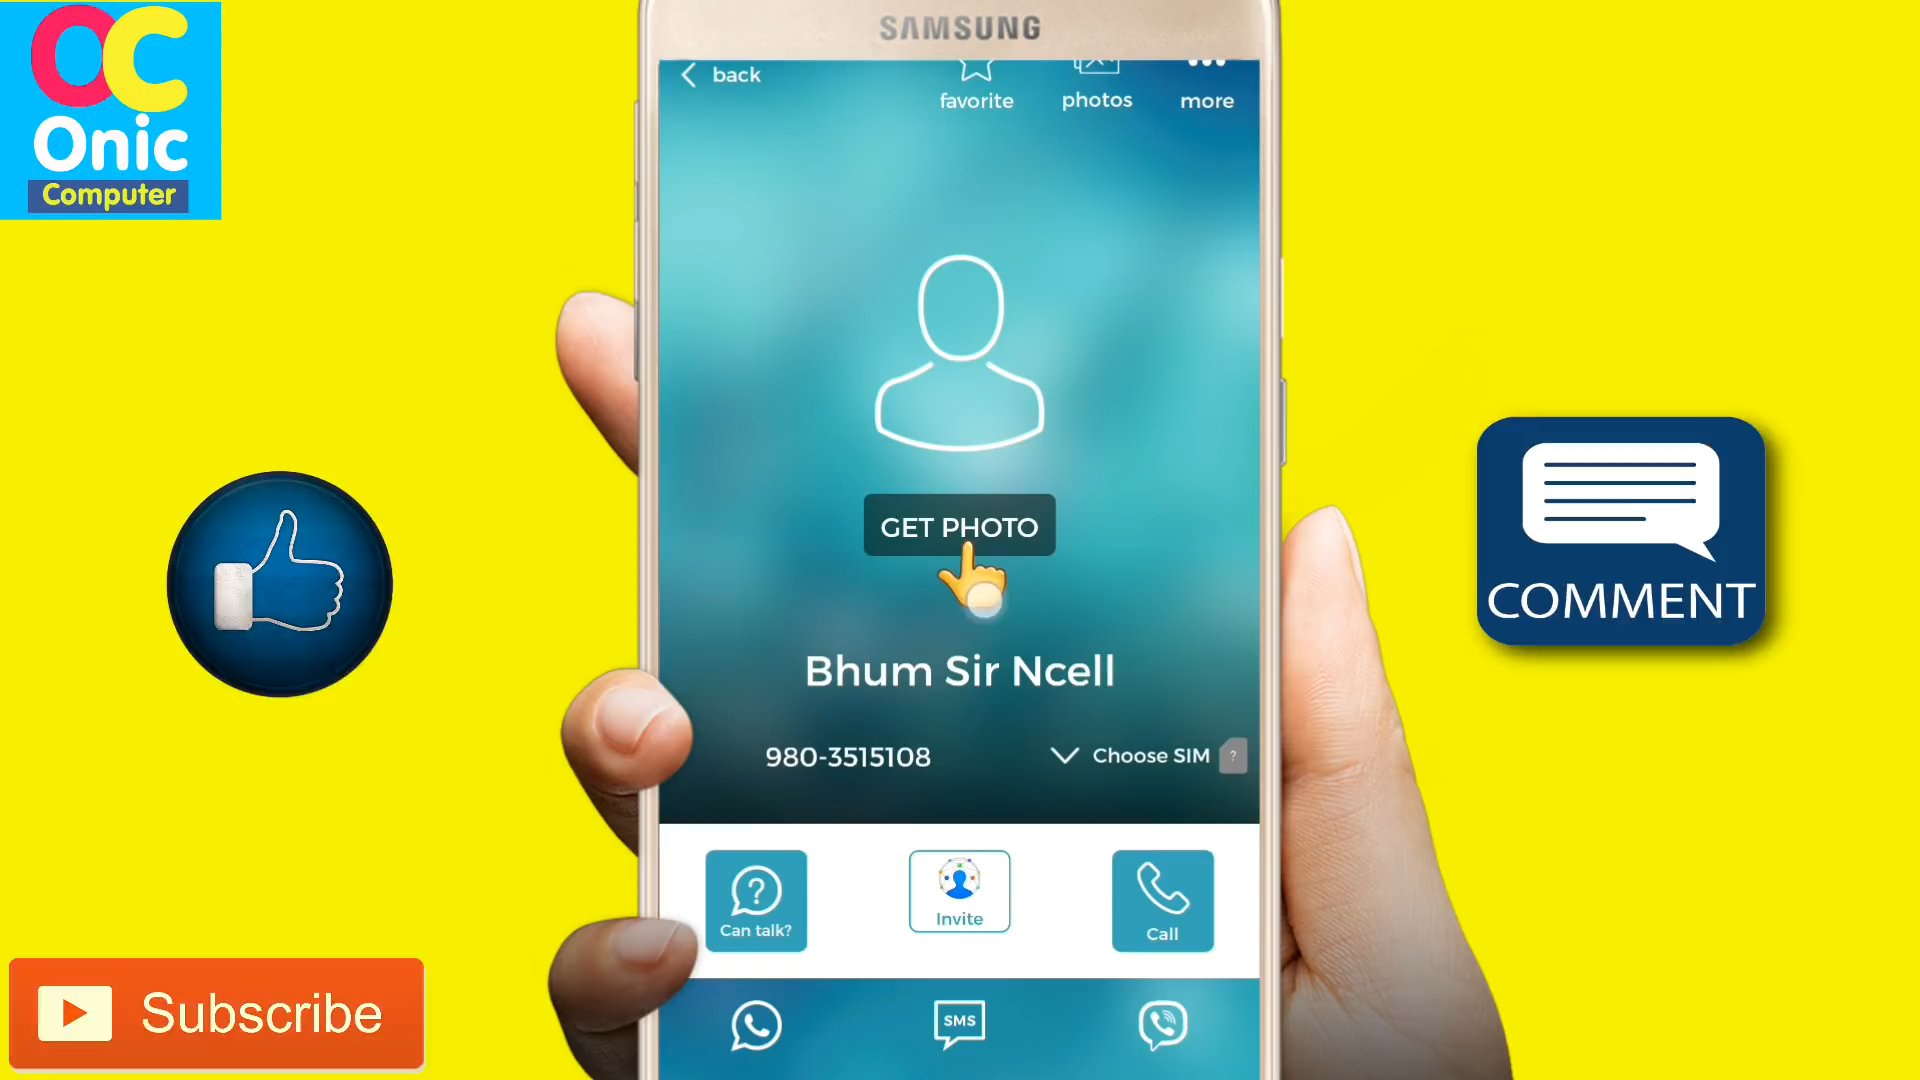 OC
Onic
Computer
SAMSUNG
back
favorite
photos
more
GET PHOTO
Bhum Sir Ncell
980-3515108
Choose SIM
?
?
Can talk?
Invite
Call
SMS
COMMENT
Subscribe